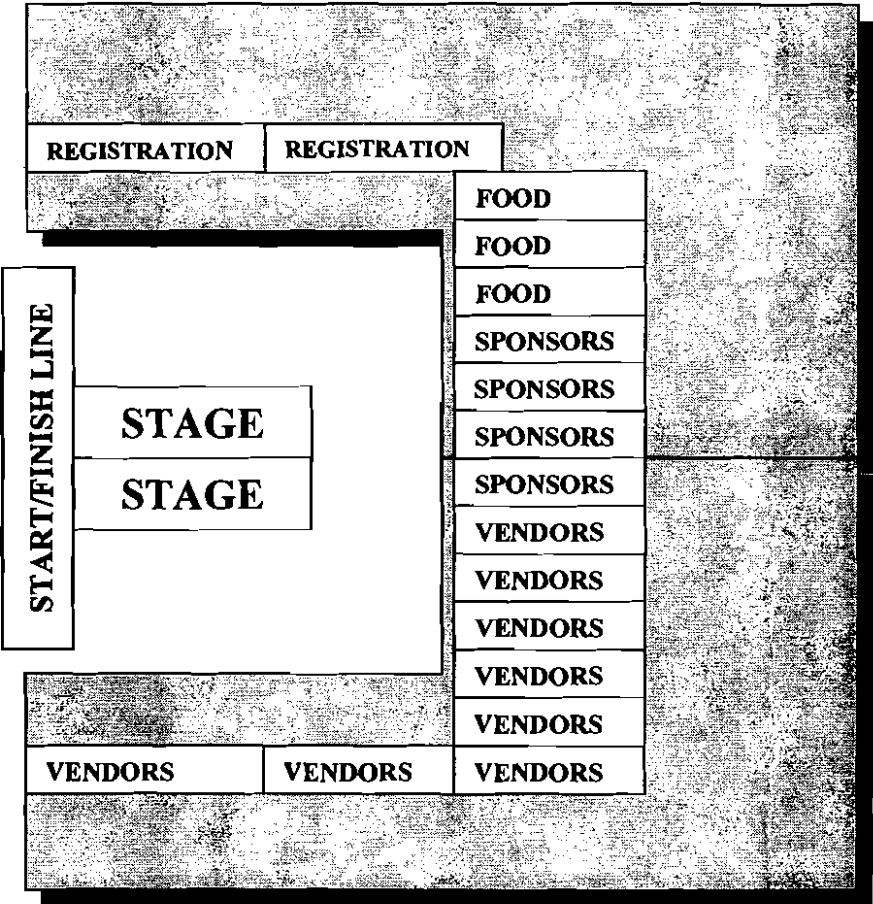 REGISTRATION REGISTRATION
FOOD
FOOD
FOOD
SPONSORS
SPONSORS
SPONSORS
SPONSORS
VENDORS
VENDORS
VENDORS
VENDORS
VENDORS
VENDORS VENDORS VENDORS
START/FINISH LINE
STAGE
STAGE